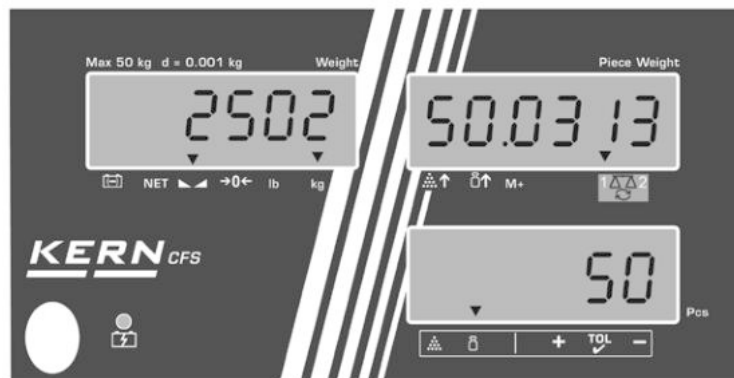 Max 50 kg d = 0.001 kg Weight
2502
NET →0← lb kg
Piece Weight
50.0313
M+ 1 2
KERN CFS
50
Pcs
+ TOL −